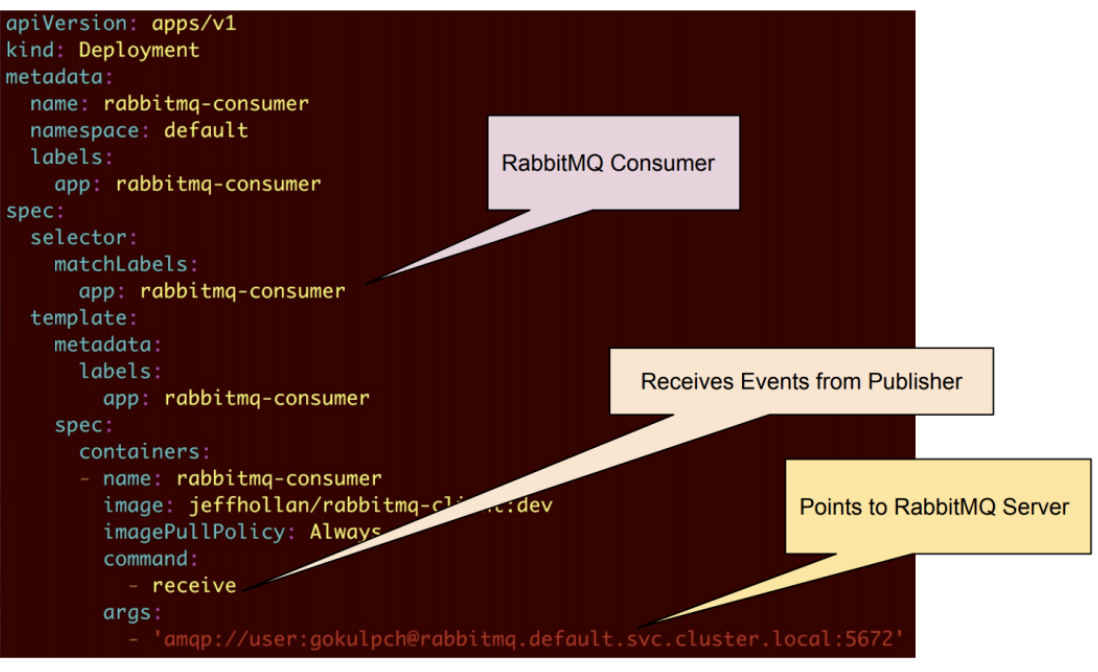 apiVersion: apps/v1
kind: Deployment
metadata:
  name: rabbitmq-consumer
  namespace: default
  labels:
    app: rabbitmq-consumer
spec:
  selector:
    matchLabels:
      app: rabbitmq-consumer
  template:
    metadata:
      labels:
        app: rabbitmq-consumer
    spec:
      containers:
      - name: rabbitmq-consumer
        image: jeffhollan/rabbitmq-client:dev
        imagePullPolicy: Always
        command:
          - receive
        args:
          - 'amqp://user:gokulpch@rabbitmq.default.svc.cluster.local:5672'
RabbitMQ Consumer
Receives Events from Publisher
Points to RabbitMQ Server